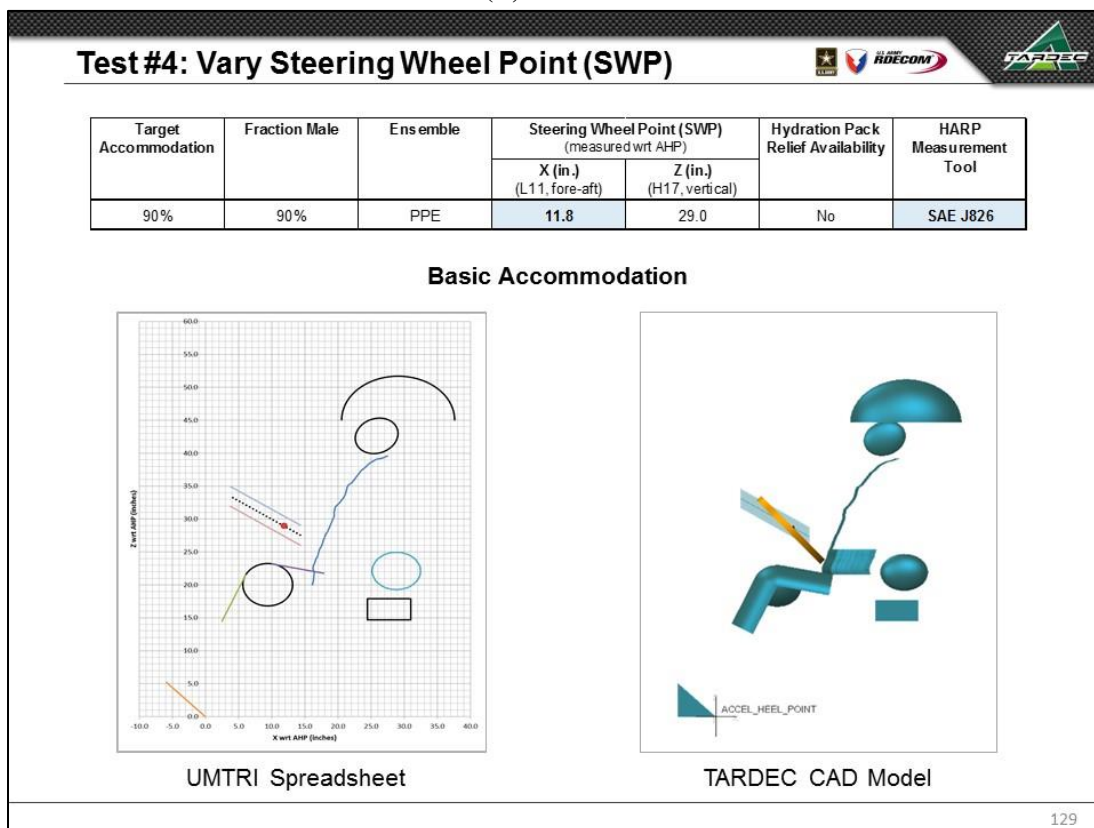 Test #4: Vary Steering Wheel Point (SWP)
U.S. ARMY
RDECOM
TARDEC
Target Accommodation
Fraction Male
Ensemble
Steering Wheel Point (SWP)
(measured wrt AHP)
Hydration Pack Relief Availability
HARP Measurement Tool
X (in.)
(L11, fore-aft)
Z (in.)
(H17, vertical)
90%
90%
PPE
11.8
29.0
No
SAE J826
Basic Accommodation
60.0
55.0
50.0
45.0
40.0
35.0
30.0
25.0
20.0
15.0
10.0
5.0
0.0
Z wrt AHP (inches)
-10.0 -5.0 0.0 5.0 10.0 15.0 20.0 25.0 30.0 35.0 40.0
X wrt AHP (inches)
ACCEL_HEEL_POINT
UMTRI Spreadsheet
TARDEC CAD Model
129